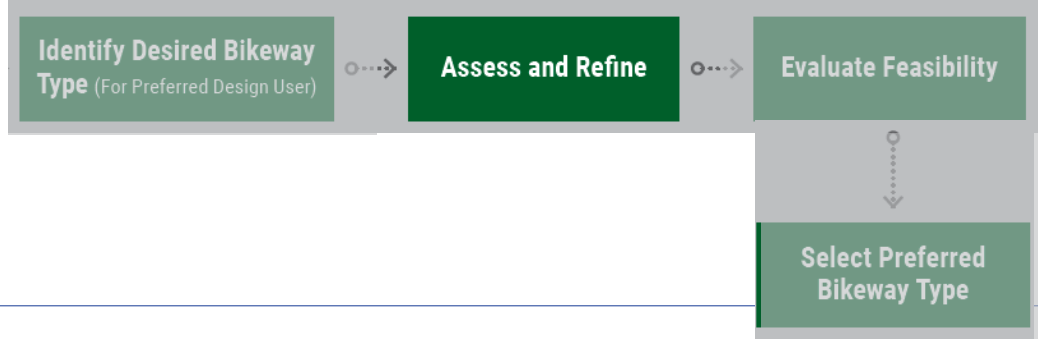 Identify Desired Bikeway
Type (For Preferred Design User)
Assess and Refine
Evaluate Feasibility
Select Preferred
Bikeway Type